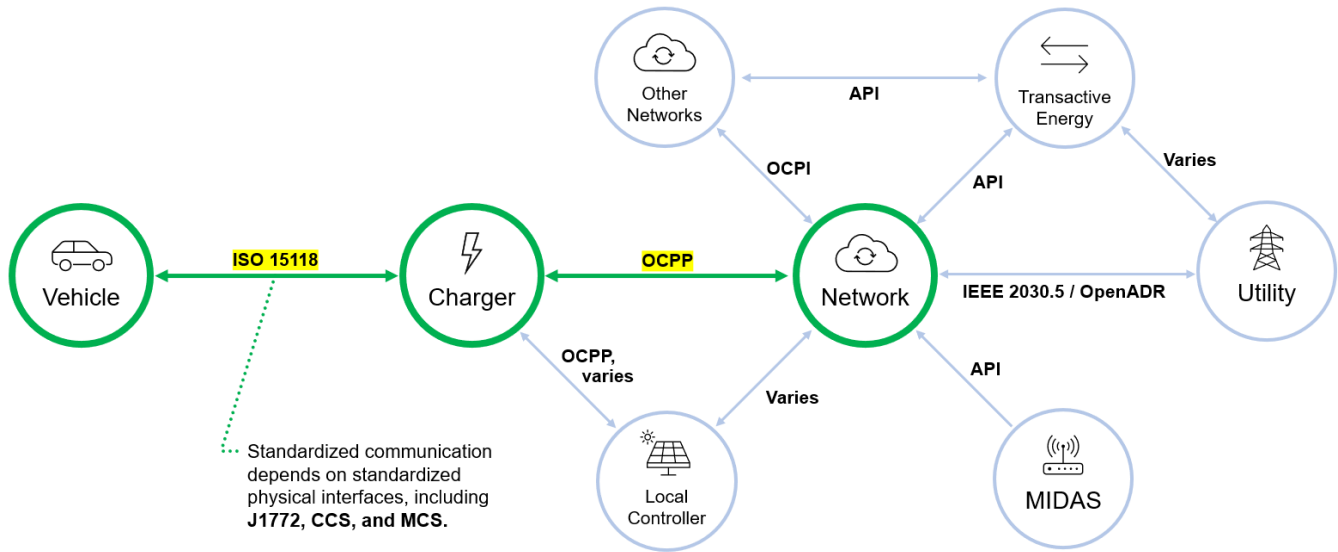 Other
Networks
API
Transactive
Energy
OCPI
API
Varies
Vehicle
ISO 15118
Charger
OCPP
Network
IEEE 2030.5 / OpenADR
Utility
OCPP,
varies
Varies
API
Standardized communication
depends on standardized
physical interfaces, including
J1772, CCS, and MCS.
Local
Controller
MIDAS